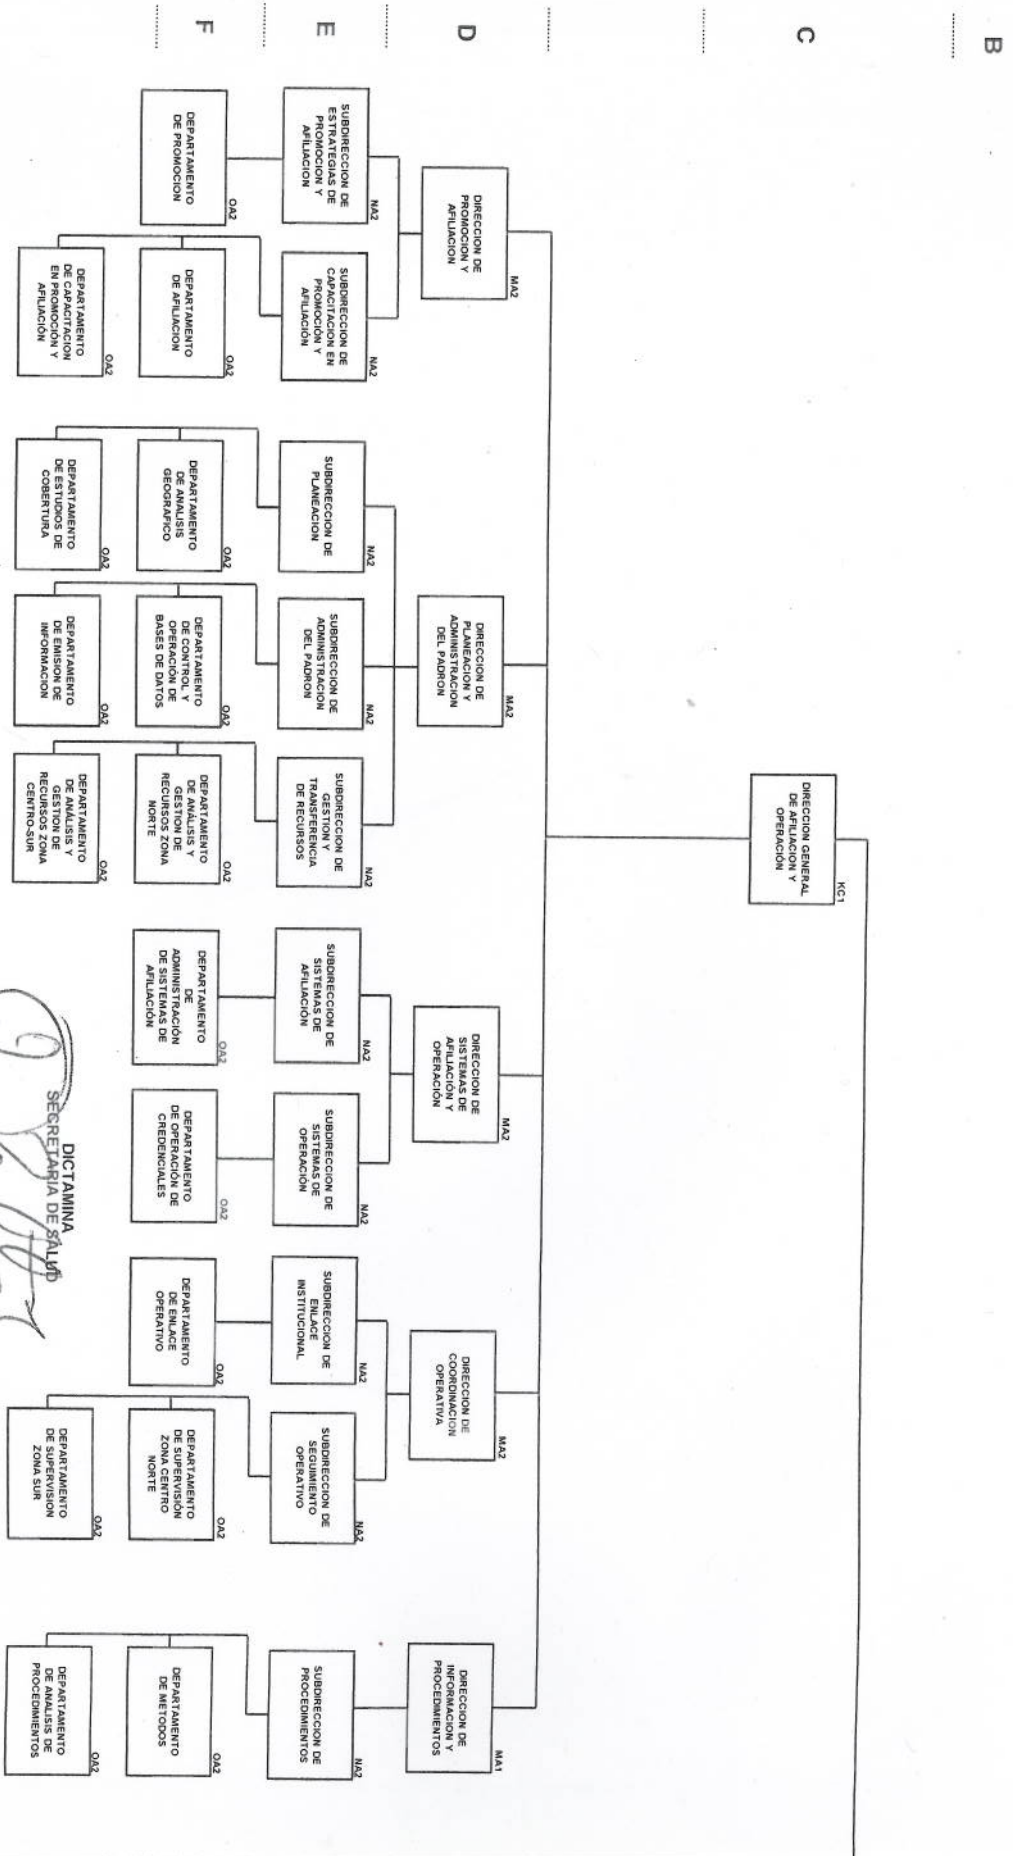 B
C
DIRECCION GENERAL
DE AFILIACION Y
OPERACIÓN
KC1
D
DIRECCION DE
PROMOCION Y
AFILIACION
MA2
DIRECCION DE
PLANEACION Y
ADMINISTRACION
DEL PADRON
MA2
DIRECCION DE
SISTEMAS DE
AFILIACIÓN Y
OPERACIÓN
MA2
DIRECCION DE
COORDINACION
OPERATIVA
MA2
DIRECCION DE
INFORMACION Y
PROCEDIMIENTOS
MA1
E
SUBDIRECCION DE
ESTRATEGIAS DE
PROMOCION Y
AFILIACION
NA2
SUBDIRECCION DE
CAPACITACION EN
PROMOCIÓN Y
AFILIACIÓN
NA2
SUBDIRECCION DE
PLANEACION
NA2
SUBDIRECCION DE
ADMINISTRACION
DEL PADRON
NA2
SUBDIRECCION DE
GESTION Y
TRANSFERENCIA
DE RECURSOS
NA2
SUBDIRECCION DE
SISTEMAS DE
AFILIACIÓN
NA2
SUBDIRECCION DE
SISTEMAS DE
OPERACIÓN
NA2
SUBDIRECCION DE
ENLACE
INSTITUCIONAL
NA2
SUBDIRECCION DE
SEGUIMIENTO
OPERATIVO
NA2
SUBDIRECCION DE
PROCEDIMIENTOS
NA2
F
DEPARTAMENTO
DE PROMOCION
OA2
DEPARTAMENTO
DE AFILIACION
OA2
DEPARTAMENTO
DE ANALISIS
GEOGRAFICO
OA2
DEPARTAMENTO
DE CONTROL Y
OPERACIÓN DE
BASES DE DATOS
OA2
DEPARTAMENTO
DE ANÁLISIS Y
GESTION DE
RECURSOS ZONA
NORTE
OA2
DEPARTAMENTO
DE
ADMINISTRACIÓN
DE SISTEMAS DE
AFILIACIÓN
OA2
DEPARTAMENTO
DE OPERACIÓN DE
CREDENCIALES
OA2
DEPARTAMENTO
DE ENLACE
OPERATIVO
OA2
DEPARTAMENTO
DE SUPERVISIÓN
ZONA CENTRO
NORTE
OA2
DEPARTAMENTO
DE METODOS
OA2
DEPARTAMENTO
DE CAPACITACION
EN PROMOCIÓN Y
AFILIACIÓN
OA2
DEPARTAMENTO
DE ESTUDIOS DE
COBERTURA
OA2
DEPARTAMENTO
DE EMISION DE
INFORMACION
OA2
DEPARTAMENTO
DE ANÁLISIS Y
GESTION DE
RECURSOS ZONA
CENTRO-SUR
OA2
DEPARTAMENTO
DE SUPERVISION
ZONA SUR
OA2
DEPARTAMENTO
DE ANALISIS DE
PROCEDIMIENTOS
OA2
DICTAMINA
SECRETARIA DE SALUD